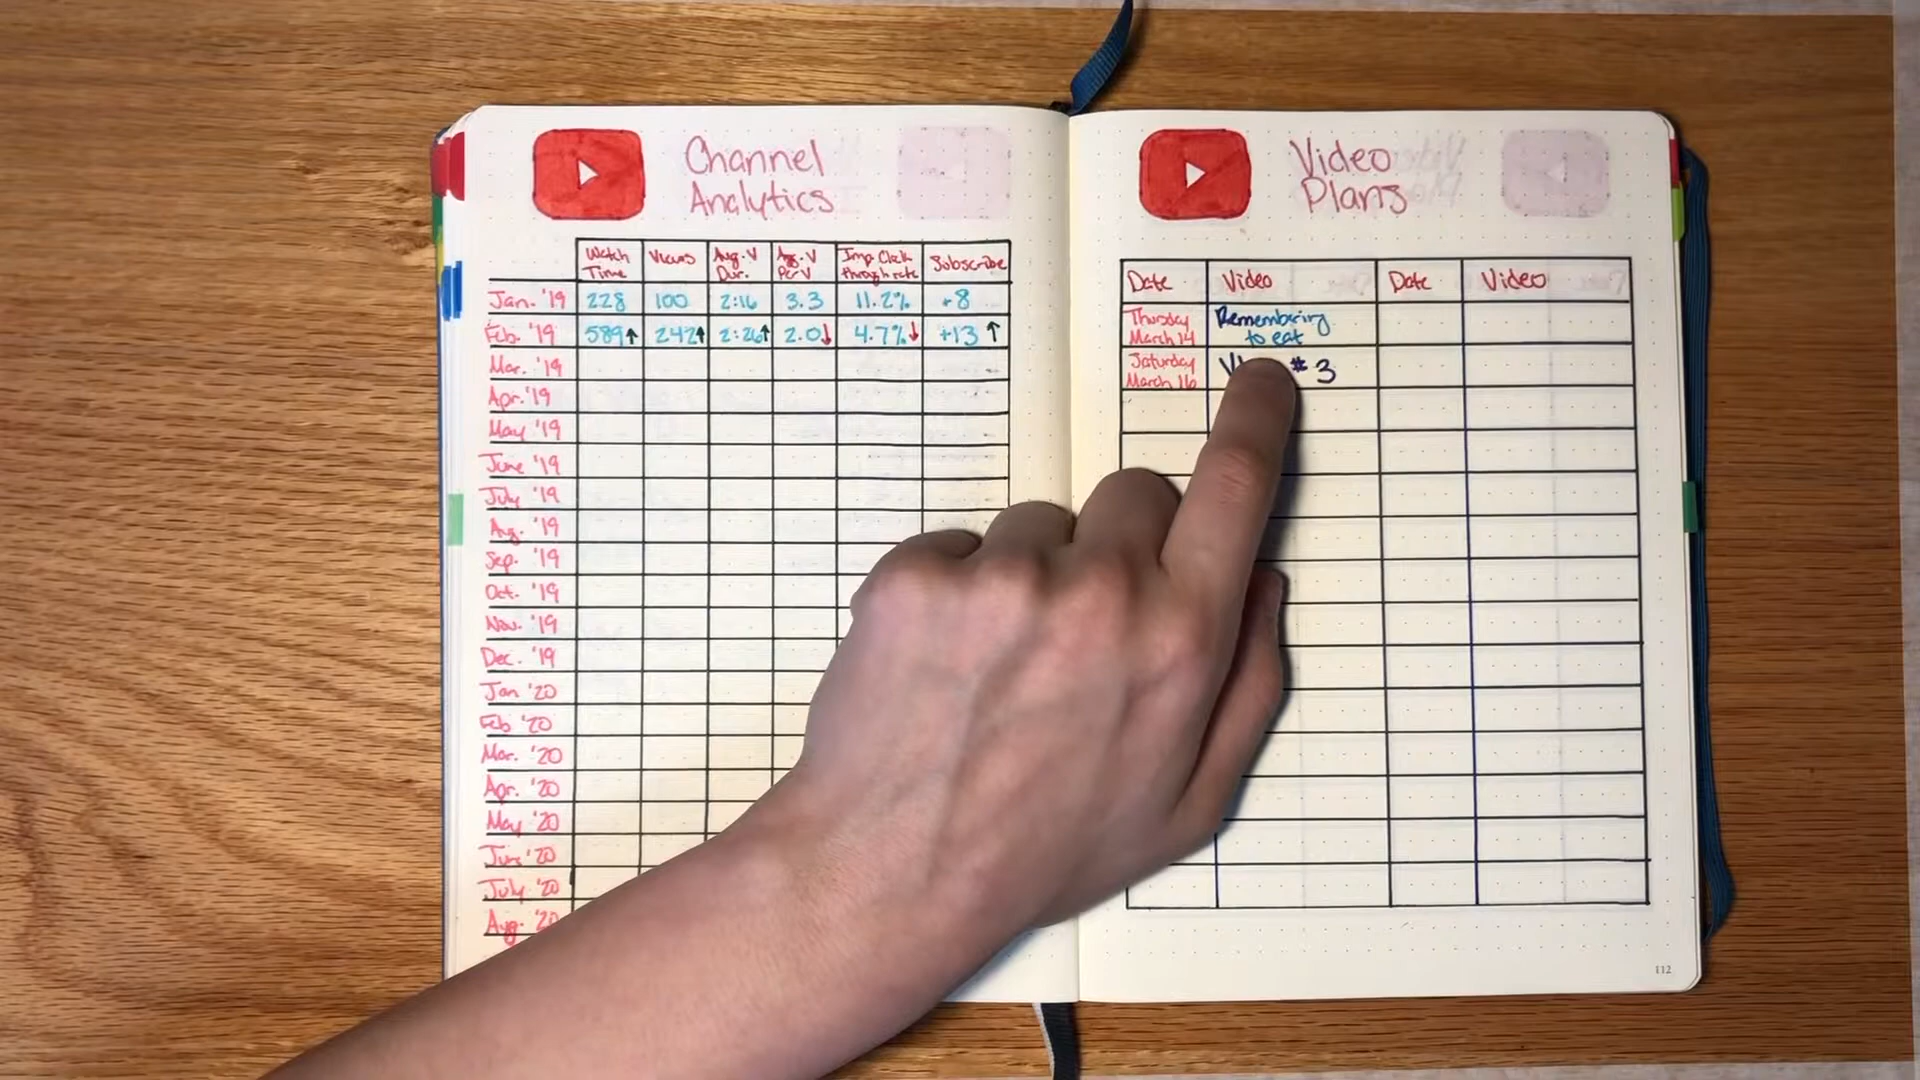 Channel
Analytics
Watch Time Views Avg. V Dur. Avg. V Per V Imp Click through rate Subscribe
Jan. '19 228 100 2:16 3.3 11.2% +8
Feb. '19 589↑ 242↑ 2:26↑ 2.0↓ 4.7%↓ +13 ↑
Mar. '19
Apr. '19
May '19
June '19
July '19
Aug. '19
Sep. '19
Oct. '19
Nov. '19
Dec. '19
Jan '20
Feb '20
Mar. '20
Apr. '20
May '20
Jun '20
July '20
Aug. '20
Video
Plans
Date Video Date Video
Thursday March 14 Remembering to eat
Saturday March 16 # 3
112